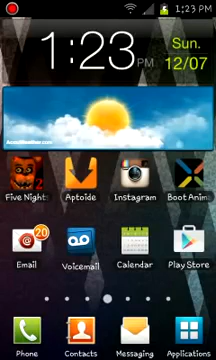 1:23 PM
1:23 PM
Sun.
12/07
Five Nights
2
Aptoide
Instagram
Boot Anim
20
Email
Voicemail
Calendar
Play Store
Phone
Contacts
Messaging
Applications